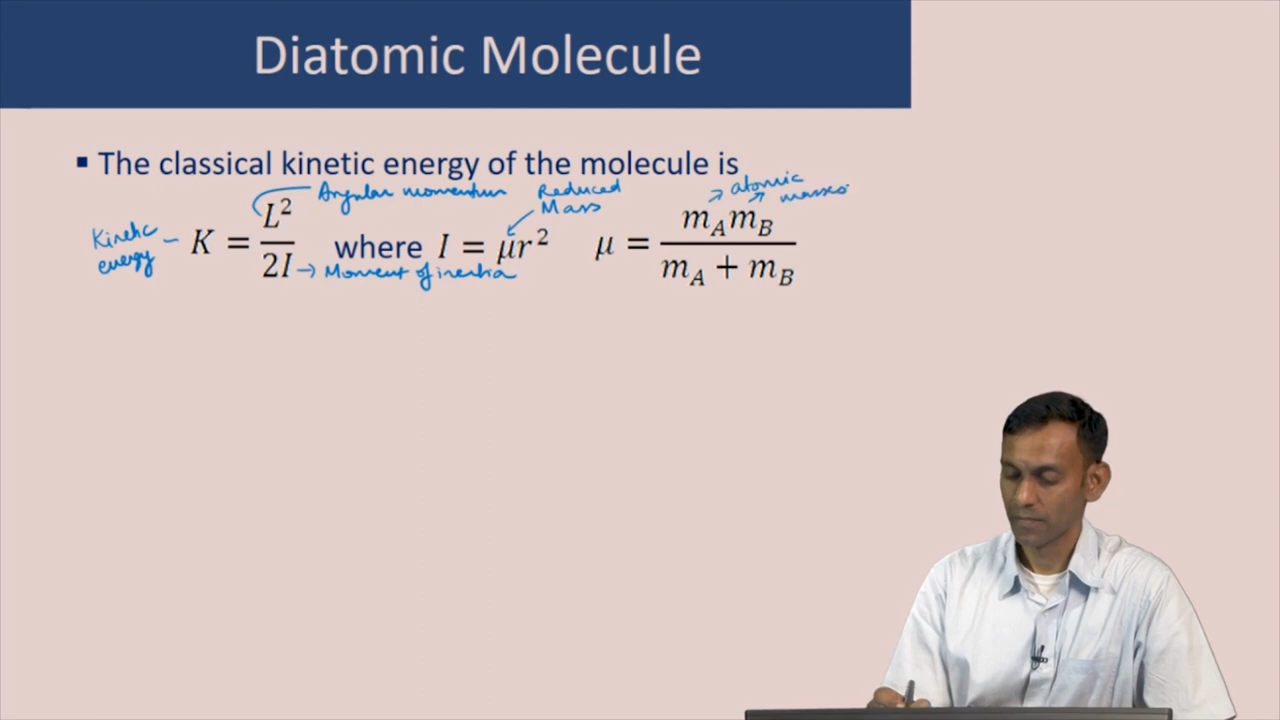 Diatomic Molecule
▪ The classical kinetic energy of the molecule is
Angular momentum
Reduced Mass
atomic masses
Kinetic energy
K = L²/2I where I = μr² μ = m_A m_B / (m_A + m_B)
Moment of inertia